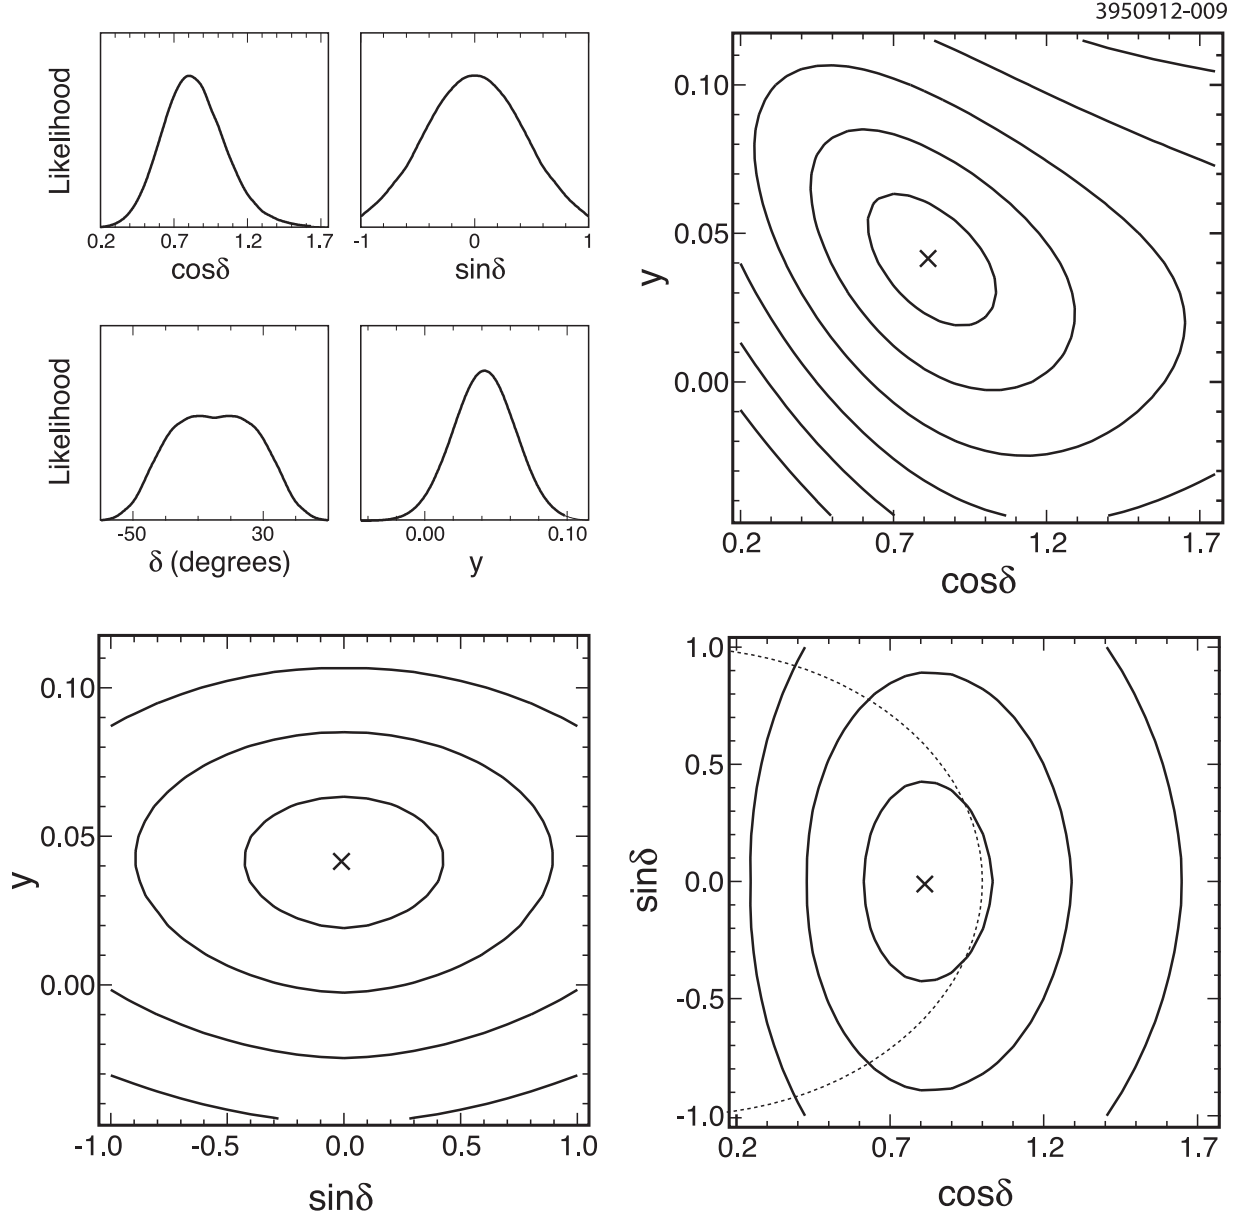 3950912-009
Likelihood
0.2 0.7 1.2 1.7
cosδ
-1 0 1
sinδ
Likelihood
-50 30
δ (degrees)
0.00 0.10
y
0.10
0.05
0.00
y
0.2 0.7 1.2 1.7
cosδ
0.10
0.05
0.00
y
-1.0 -0.5 0.0 0.5 1.0
sinδ
1.0
0.5
0.0
-0.5
-1.0
sinδ
0.2 0.7 1.2 1.7
cosδ